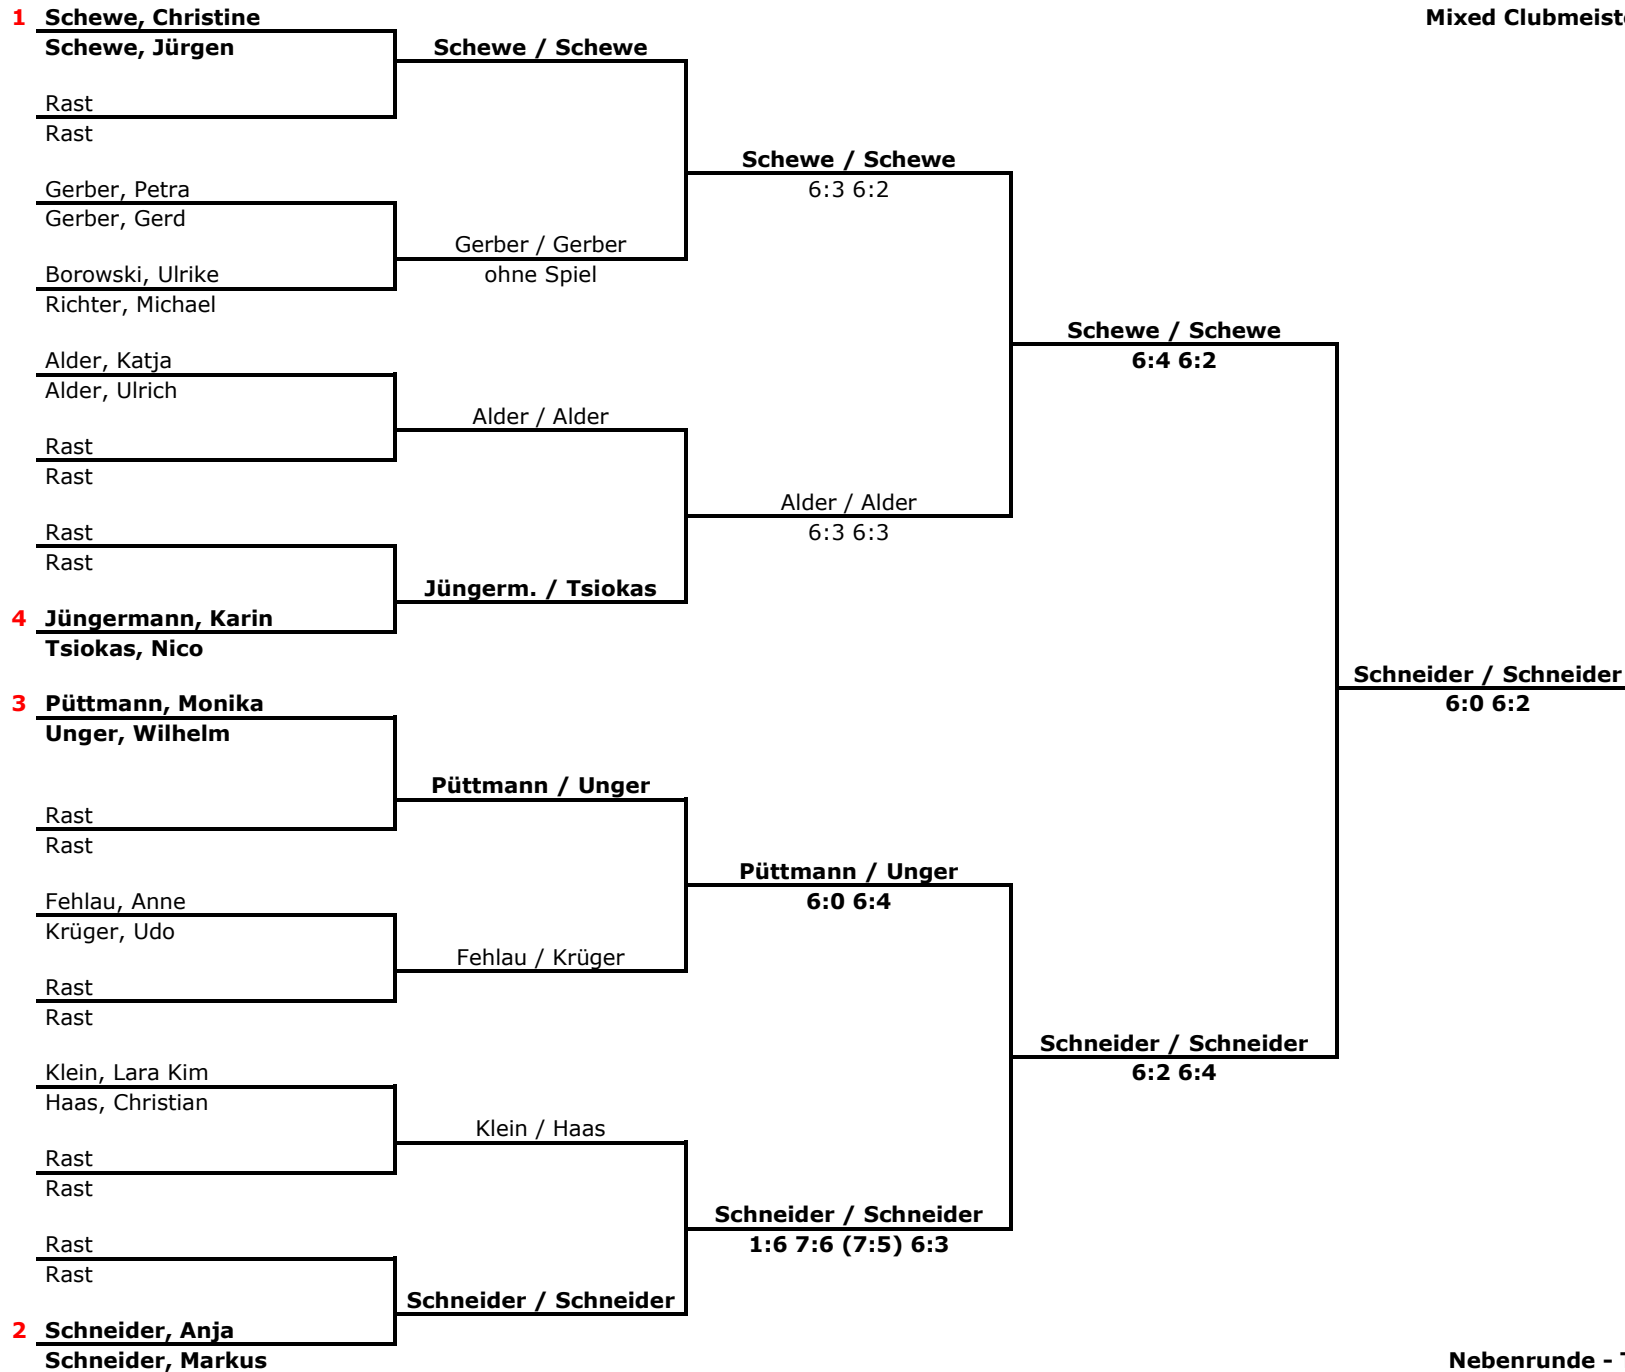 1 Schewe, Christine
Mixed Clubmeist
Schewe, Jürgen
Schewe / Schewe
Rast
Rast
Schewe / Schewe
6:3 6:2
Gerber, Petra
Gerber, Gerd
Gerber / Gerber
ohne Spiel
Borowski, Ulrike
Richter, Michael
Schewe / Schewe
6:4 6:2
Alder, Katja
Alder, Ulrich
Alder / Alder
Rast
Rast
Alder / Alder
6:3 6:3
Rast
Rast
Jüngerm. / Tsiokas
4 Jüngermann, Karin
Tsiokas, Nico
Schneider / Schneider
6:0 6:2
3 Püttmann, Monika
Unger, Wilhelm
Püttmann / Unger
Rast
Rast
Püttmann / Unger
6:0 6:4
Fehlau, Anne
Krüger, Udo
Fehlau / Krüger
Rast
Rast
Schneider / Schneider
6:2 6:4
Klein, Lara Kim
Haas, Christian
Klein / Haas
Rast
Rast
Schneider / Schneider
1:6 7:6 (7:5) 6:3
Rast
Rast
Schneider / Schneider
2 Schneider, Anja
Schneider, Markus
Nebenrunde -